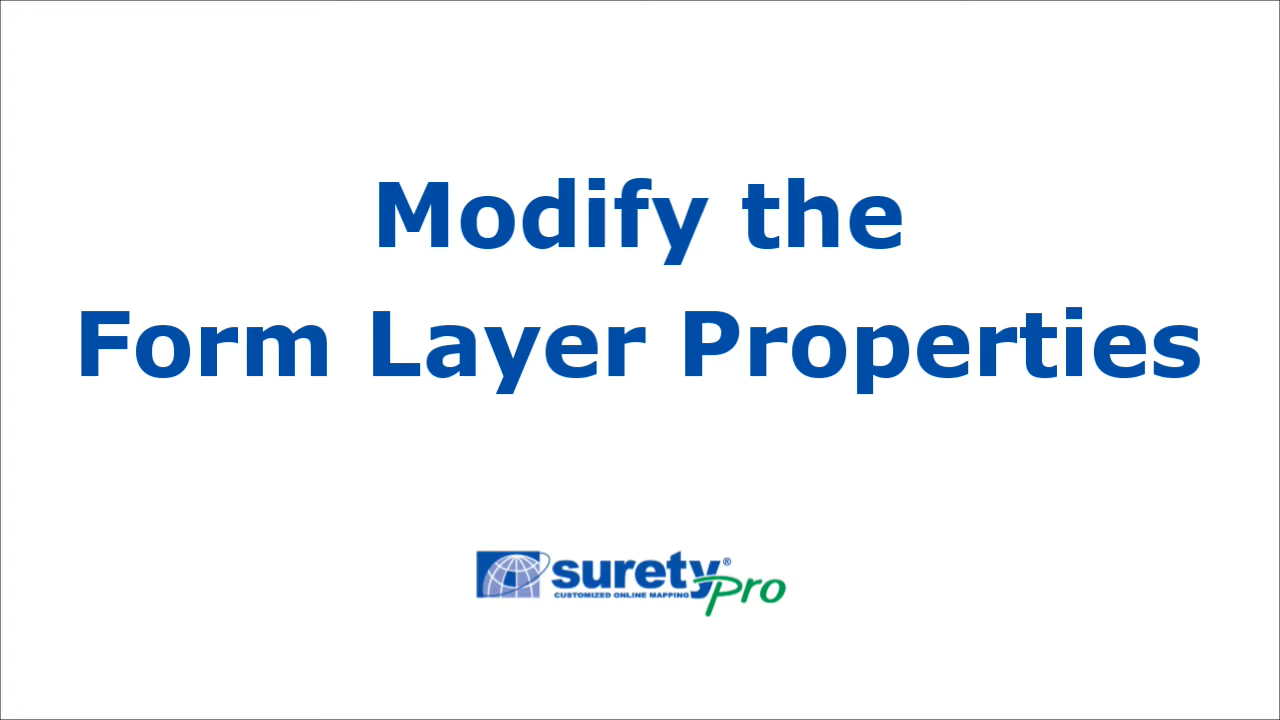 Modify the
Form Layer Properties
surety® Pro
CUSTOMIZED ONLINE MAPPING